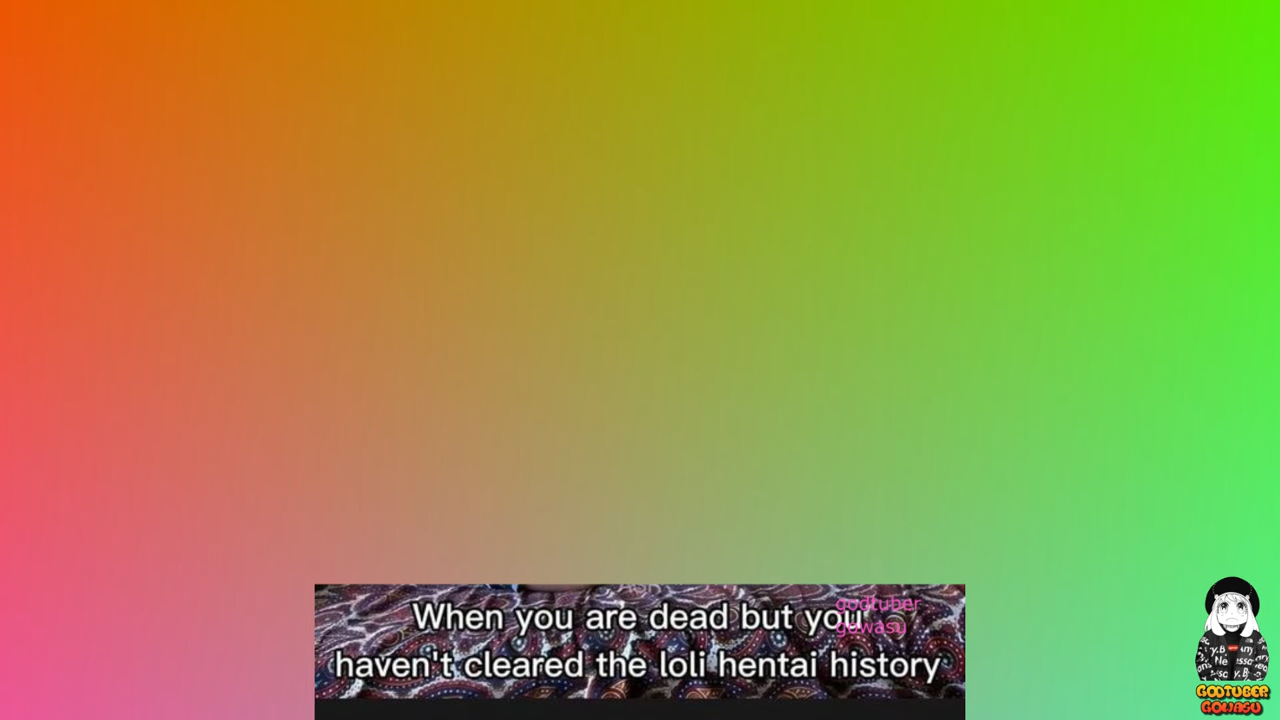 When you are dead but you
haven't cleared the loli hentai history
godtuber
gowasu
GODTUBER
GOWASU